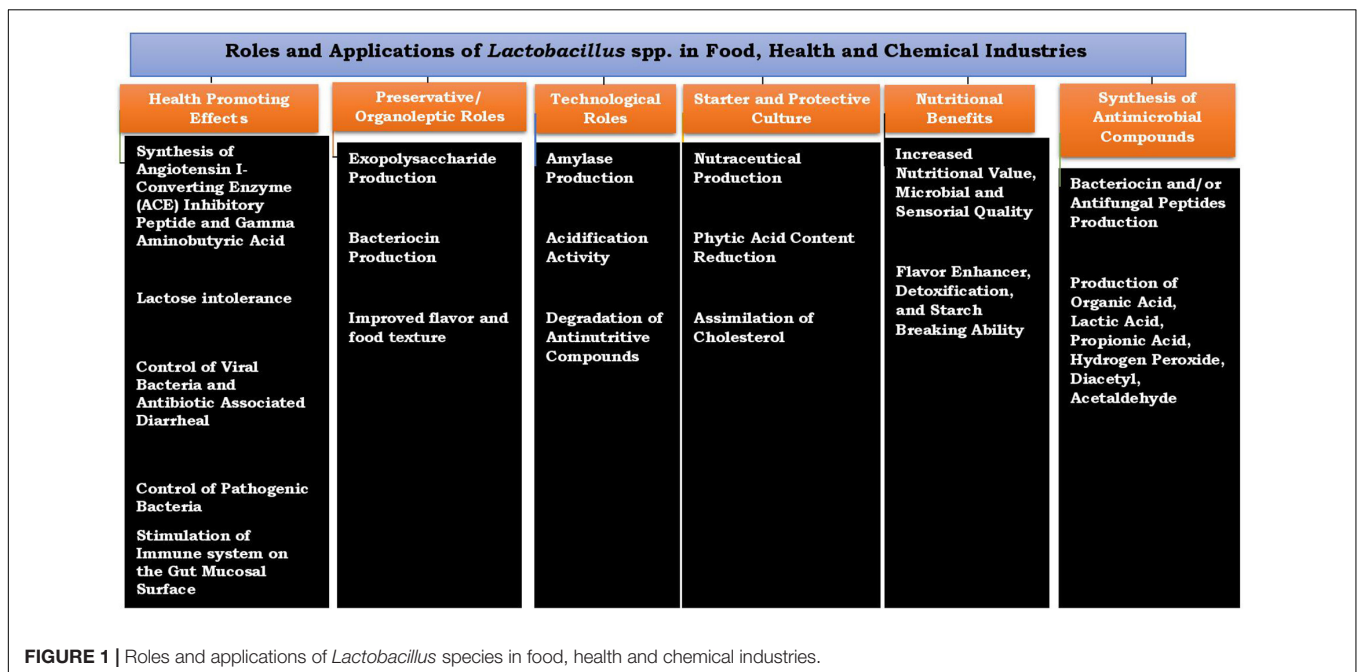 Roles and Applications of Lactobacillus spp. in Food, Health and Chemical Industries
Health Promoting
Effects
Synthesis of
Angiotensin I-
Converting Enzyme
(ACE) Inhibitory
Peptide and Gamma
Aminobutyric Acid
Lactose intolerance
Control of Viral
Bacteria and
Antibiotic Associated
Diarrheal
Control of Pathogenic
Bacteria
Stimulation of
Immune system on
the Gut Mucosal
Surface
Preservative/
Organoleptic Roles
Exopolysaccharide
Production
Bacteriocin
Production
Improved flavor and
food texture
Technological
Roles
Amylase
Production
Acidification
Activity
Degradation of
Antinutritive
Compounds
Starter and Protective
Culture
Nutraceutical
Production
Phytic Acid Content
Reduction
Assimilation of
Cholesterol
Nutritional
Benefits
Increased
Nutritional Value,
Microbial and
Sensorial Quality
Flavor Enhancer,
Detoxification,
and Starch
Breaking Ability
Synthesis of
Antimicrobial
Compounds
Bacteriocin and/or
Antifungal Peptides
Production
Production of
Organic Acid,
Lactic Acid,
Propionic Acid,
Hydrogen Peroxide,
Diacetyl,
Acetaldehyde
FIGURE 1 | Roles and applications of Lactobacillus species in food, health and chemical industries.